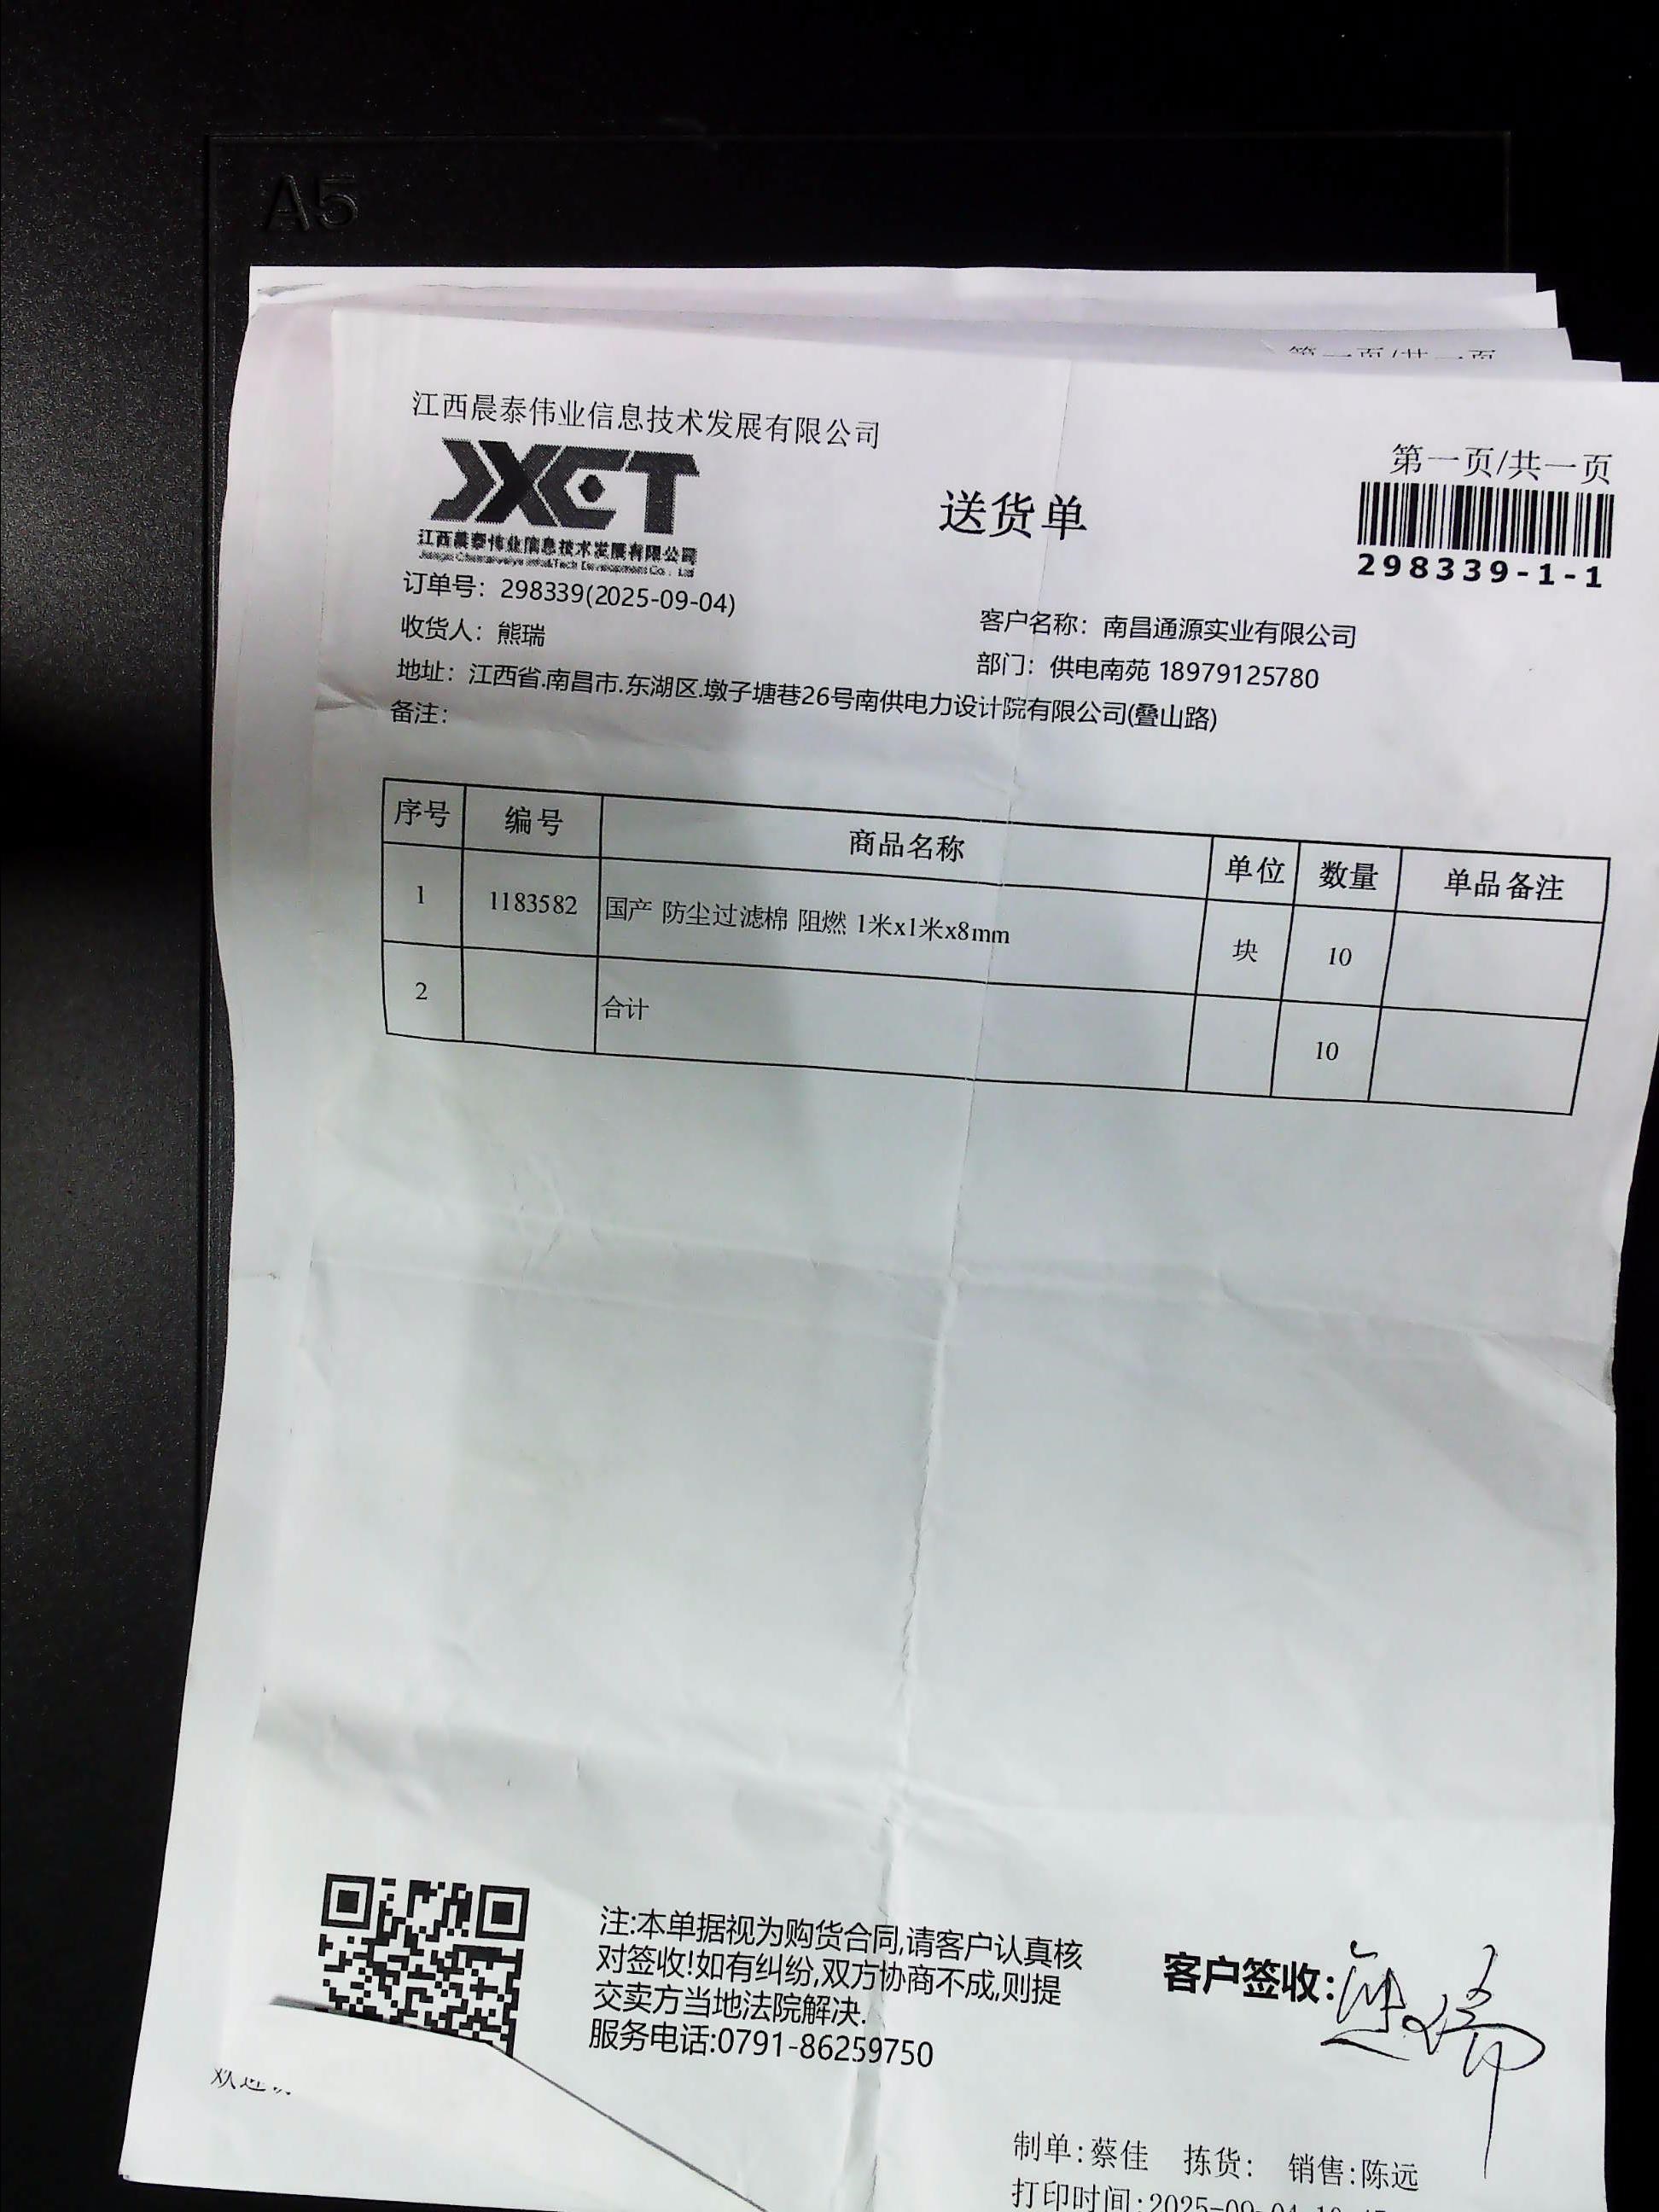 第一页/共一页
江西晨泰伟业信息技术发展有限公司
第一页/共一页
JXCT
江西晨泰伟业信息技术发展有限公司
送货单
298339-1-1
订单号：298339(2025-09-04)
收货人：熊瑞
客户名称：南昌通源实业有限公司
部门：供电南苑 18979125780
地址：江西省.南昌市.东湖区.墩子塘巷26号南供电力设计院有限公司(叠山路)
备注：
序号 编号 商品名称 单位 数量 单品备注
1 1183582 国产 防尘过滤棉 阻燃 1米x1米x8mm 块 10
2 合计 10
注:本单据视为购货合同,请客户认真核
对签收!如有纠纷,双方协商不成,则提
交卖方当地法院解决.
服务电话:0791-86259750
客户签收:熊瑞
制单:蔡佳 拣货: 销售:陈远
打印时间:2025-09-04
A5